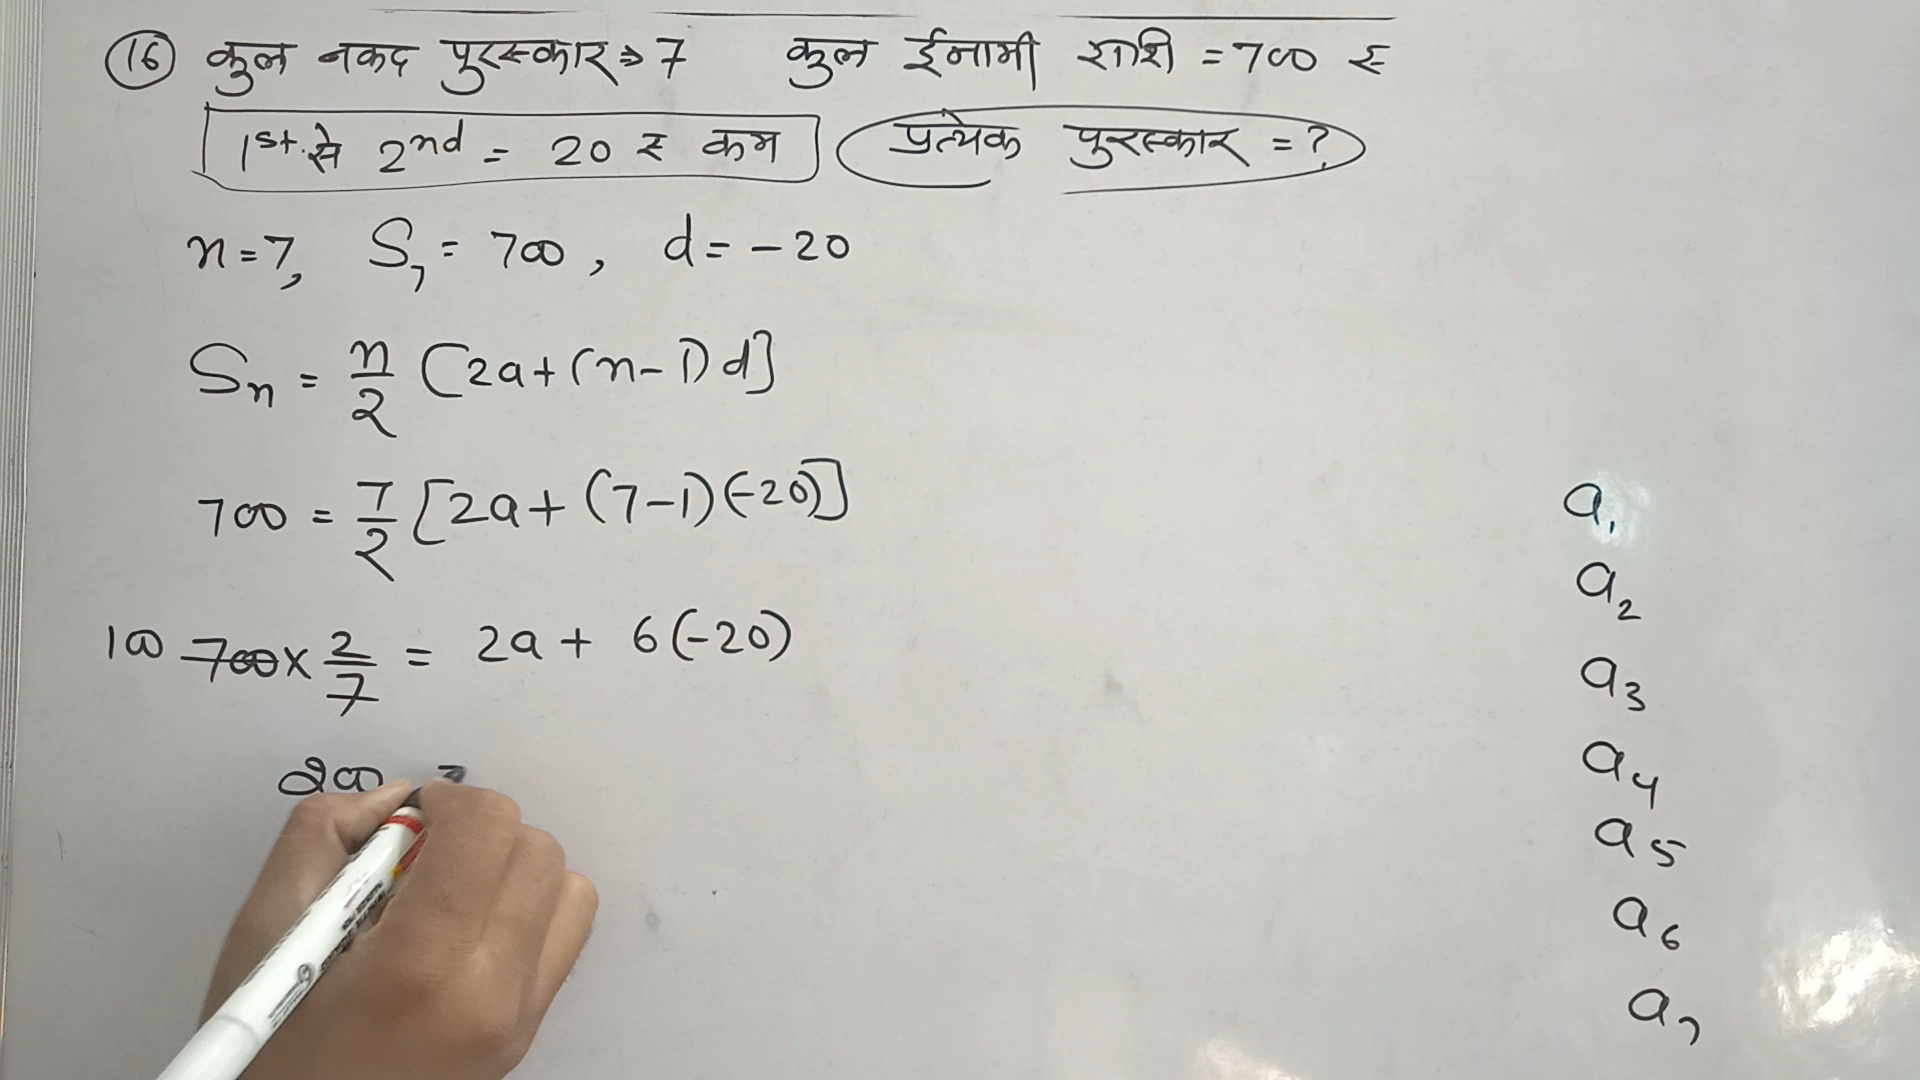 16 कुल नकद पुरस्कार ⇒ 7 कुल ईनामी राशि = 700 रु
1st. से 2nd = 20 ₹ कम प्रत्येक पुरस्कार = ?
n = 7, S₇ = 700, d = -20
Sₙ = n/2 [2a + (n-1) d]
700 = 7/2 [2a + (7-1)(-20)]
100 700 × 2/7 = 2a + 6(-20)
200 =
a₁
a₂
a₃
a₄
a₅
a₆
a₇